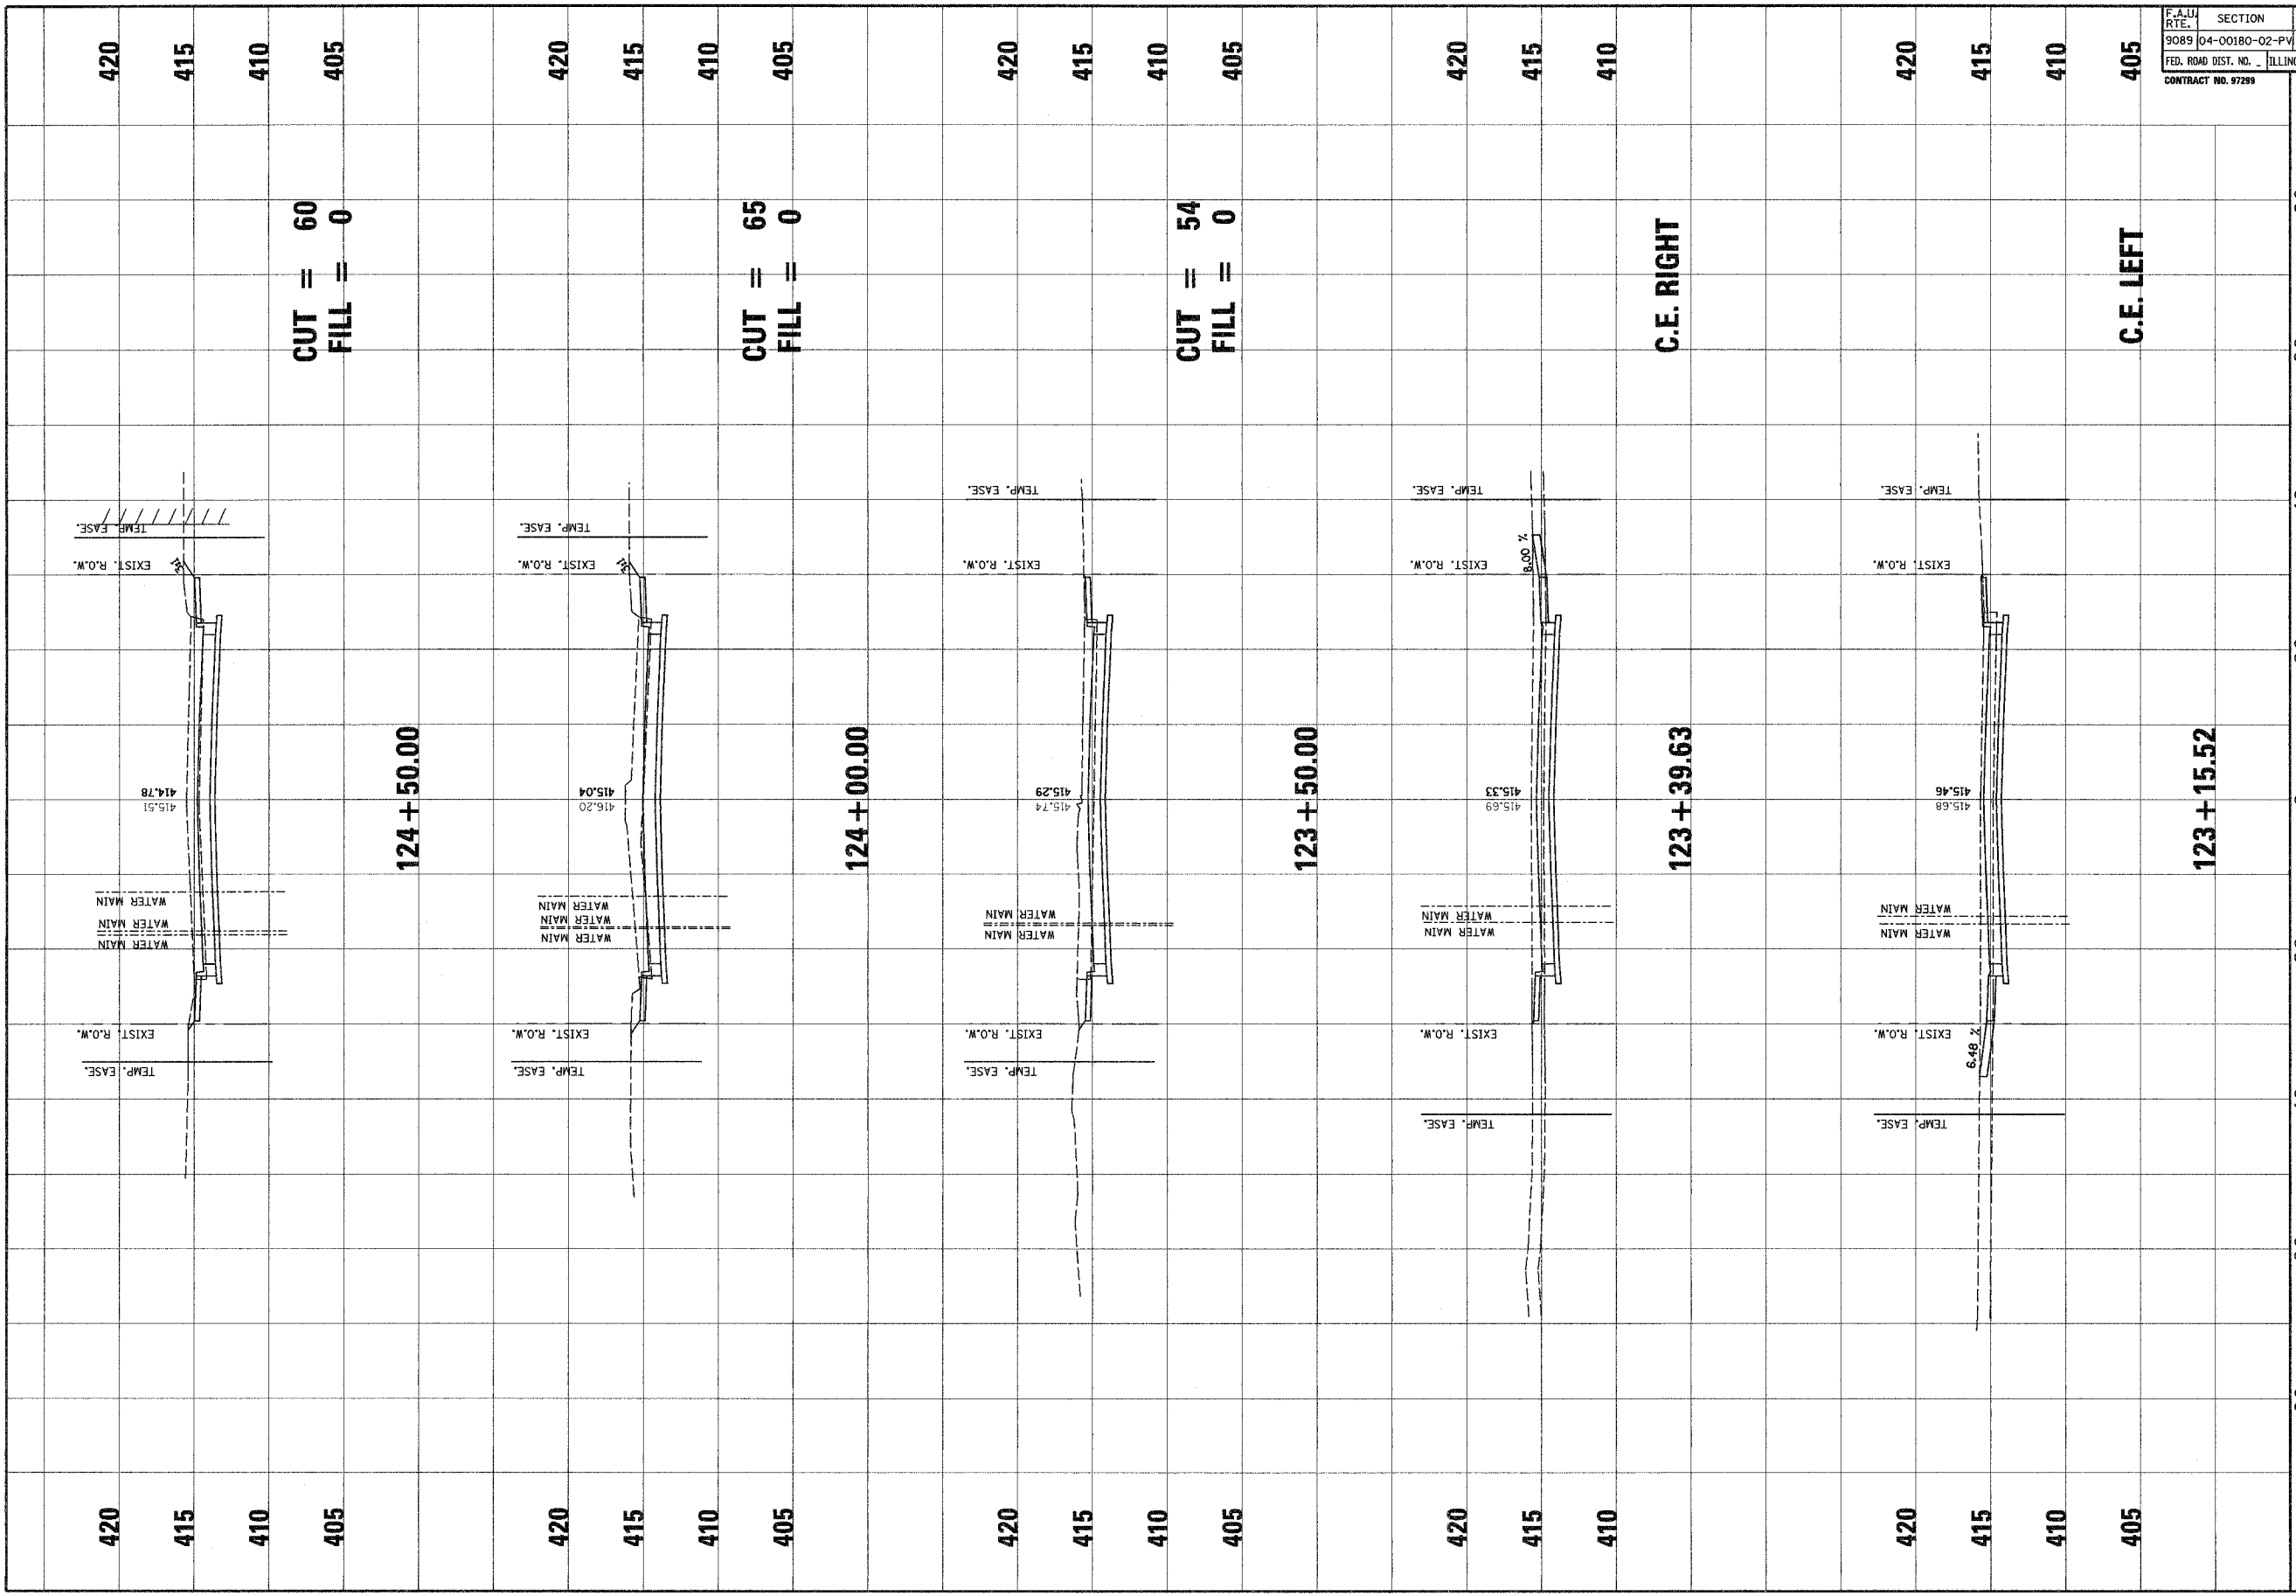 F.A.U. RTE. SECTION
9089 04-00180-02-PV
FED. ROAD DIST. NO. _
CONTRACT NO. 97299
420 415 410 405
CUT = 60
FILL = 0
TEMP. EASE.
EXIST. R.O.W.
414.78
415.51
124+50.00
WATER MAIN
WATER MAIN
WATER MAIN
EXIST. R.O.W.
TEMP. EASE.
420 415 410 405
420 415 410 405
CUT = 65
FILL = 0
TEMP. EASE.
EXIST. R.O.W.
415.04
416.20
124+00.00
WATER MAIN
WATER MAIN
WATER MAIN
EXIST. R.O.W.
TEMP. EASE.
420 415 410 405
420 415 410 405
CUT = 54
FILL = 0
TEMP. EASE.
EXIST. R.O.W.
415.29
415.74
123+50.00
WATER MAIN
WATER MAIN
EXIST. R.O.W.
TEMP. EASE.
420 415 410 405
420 415 410
C.E. RIGHT
TEMP. EASE.
8.00 %
EXIST. R.O.W.
415.33
415.69
123+39.63
WATER MAIN
WATER MAIN
EXIST. R.O.W.
TEMP. EASE.
420 415 410
420 415 410 405
C.E. LEFT
TEMP. EASE.
EXIST. R.O.W.
415.46
415.68
123+15.52
WATER MAIN
WATER MAIN
EXIST. R.O.W.
6.48 %
TEMP. EASE.
420 415 410 405